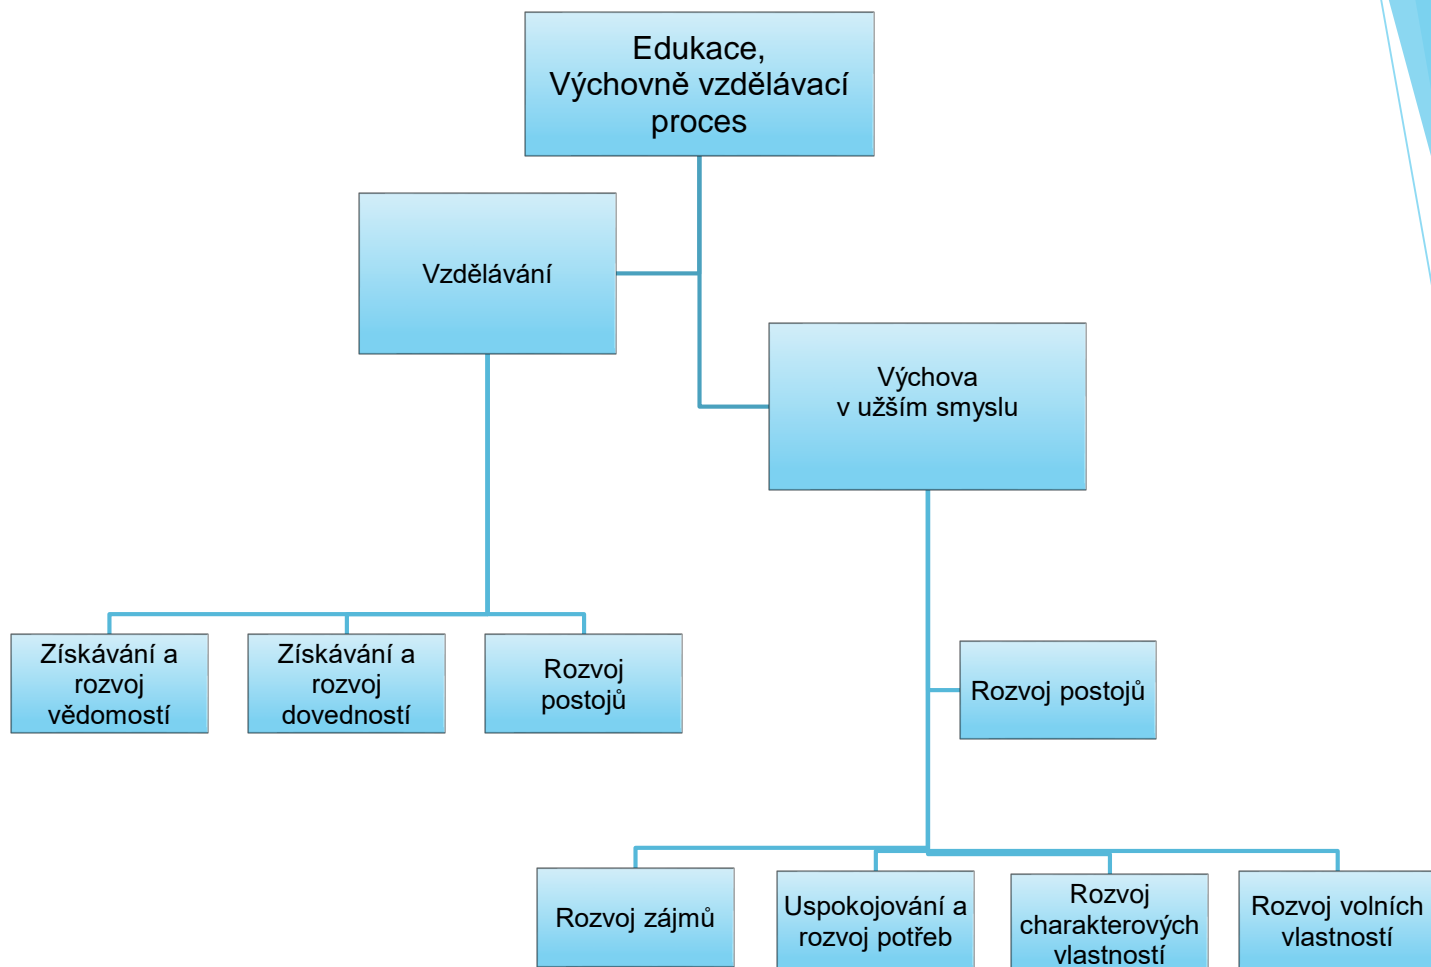 Edukace,
Výchovně vzdělávací
proces
Vzdělávání
Výchova
v užším smyslu
Získávání a
rozvoj
vědomostí
Získávání a
rozvoj
dovedností
Rozvoj
postojů
Rozvoj postojů
Rozvoj zájmů
Uspokojování a
rozvoj potřeb
Rozvoj
charakterových
vlastností
Rozvoj volních
vlastností